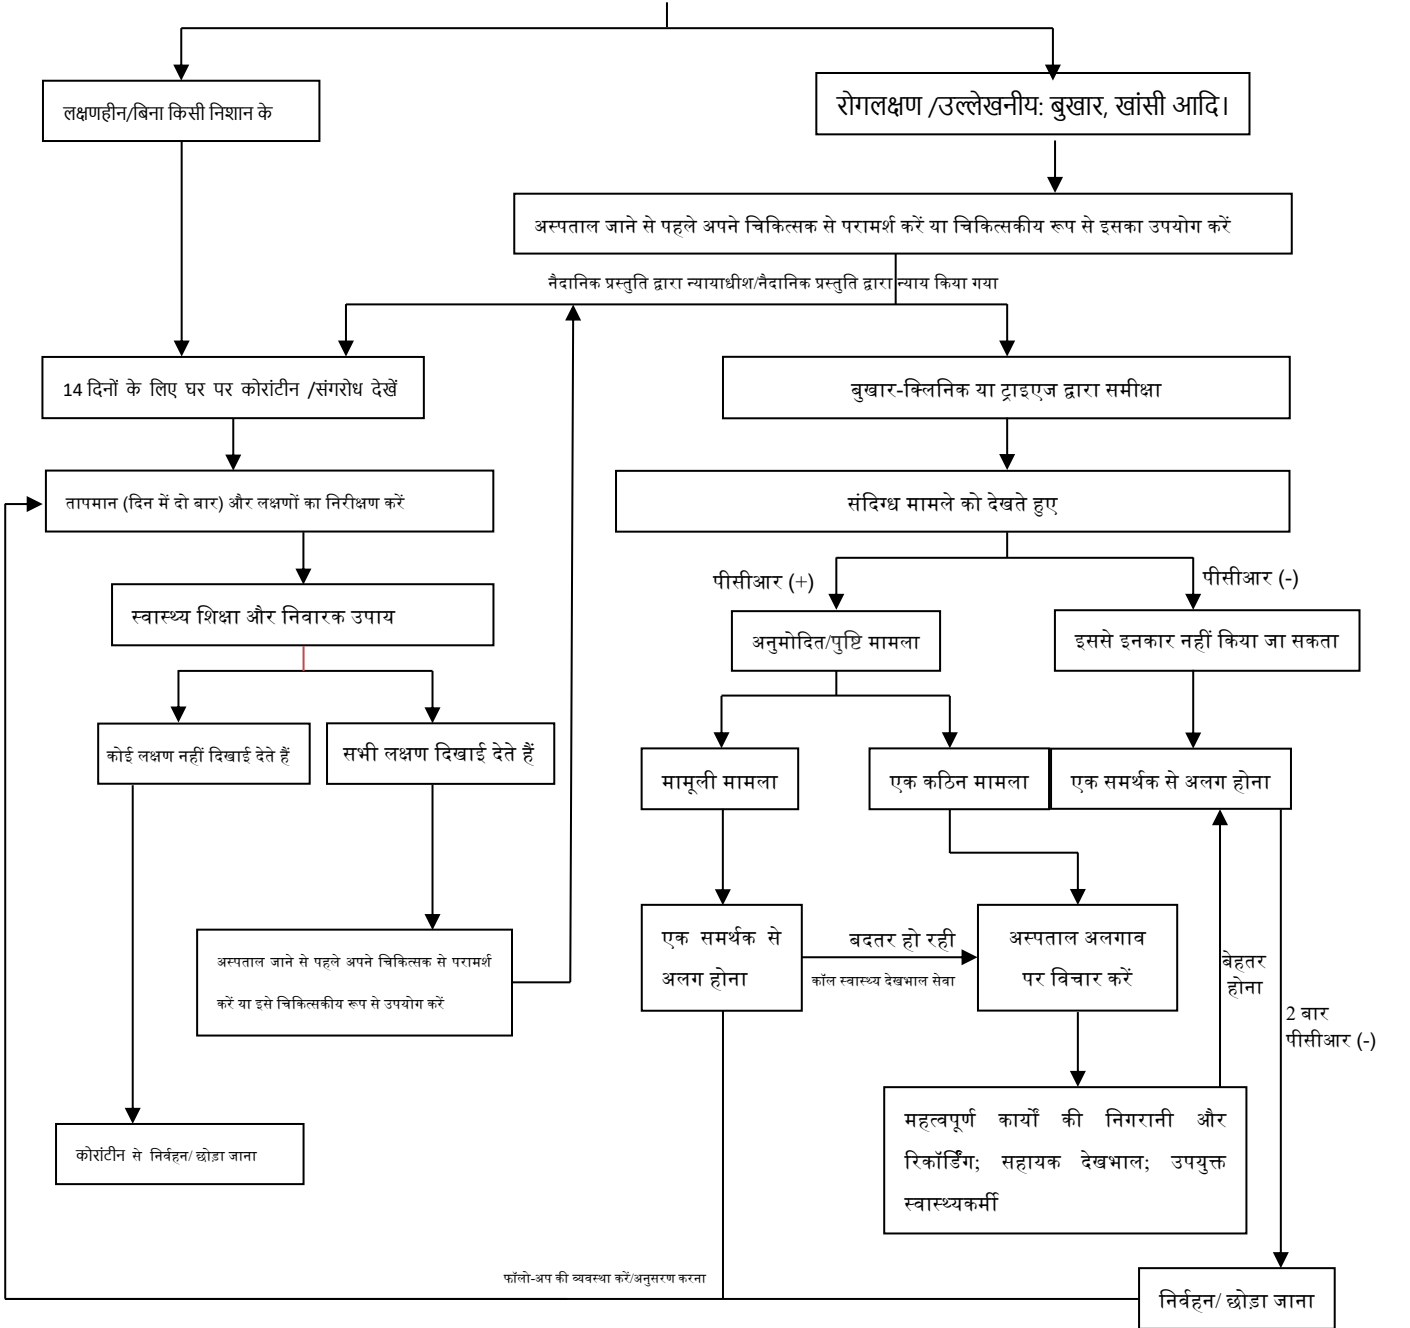 लक्षणहीन/बिना किसी निशान के
रोगलक्षण /उल्लेखनीय: बुखार, खांसी आदि।
अस्पताल जाने से पहले अपने चिकित्सक से परामर्श करें या चिकित्सकीय रूप से इसका उपयोग करें
नैदानिक प्रस्तुति द्वारा न्यायाधीश/नैदानिक प्रस्तुति द्वारा न्याय किया गया
14 दिनों के लिए घर पर कोरांटीन /संगरोध देखें
बुखार-क्लिनिक या ट्राइएज द्वारा समीक्षा
तापमान (दिन में दो बार) और लक्षणों का निरीक्षण करें
संदिग्ध मामले को देखते हुए
पीसीआर (+)
पीसीआर (-)
स्वास्थ्य शिक्षा और निवारक उपाय
अनुमोदित/पुष्टि मामला
इससे इनकार नहीं किया जा सकता
कोई लक्षण नहीं दिखाई देते हैं
सभी लक्षण दिखाई देते हैं
मामूली मामला
एक कठिन मामला
एक समर्थक से अलग होना
एक समर्थक से
अलग होना
बदतर हो रही
कॉल स्वास्थ्य देखभाल सेवा
अस्पताल अलगाव
पर विचार करें
बेहतर
होना
2 बार
पीसीआर (-)
अस्पताल जाने से पहले अपने चिकित्सक से परामर्श
करें या इसे चिकित्सकीय रूप से उपयोग करें
महत्वपूर्ण कार्यों की निगरानी और
रिकॉर्डिंग; सहायक देखभाल; उपयुक्त
स्वास्थ्यकर्मी
कोरांटीन से निर्वहन/ छोड़ा जाना
फॉलो-अप की व्यवस्था करें/अनुसरण करना
निर्वहन/ छोड़ा जाना